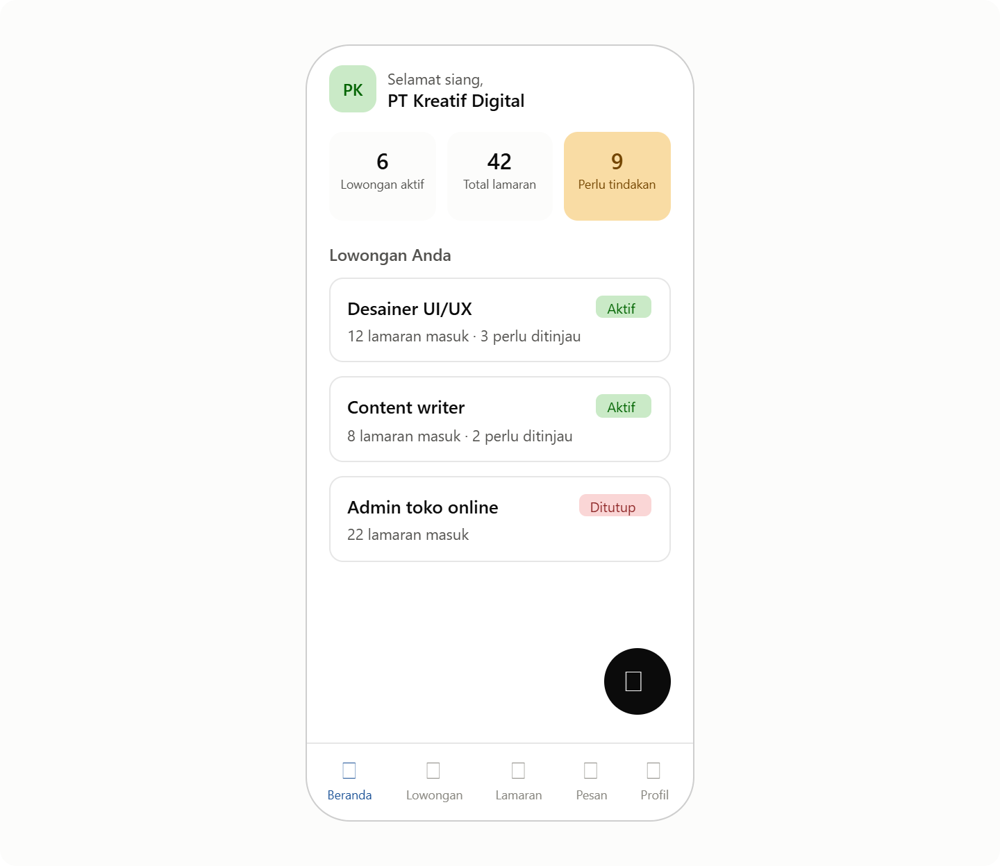 PK
Selamat siang,
PT Kreatif Digital
6
Lowongan aktif
42
Total lamaran
9
Perlu tindakan
Lowongan Anda
Desainer UI/UX
Aktif
12 lamaran masuk · 3 perlu ditinjau
Content writer
Aktif
8 lamaran masuk · 2 perlu ditinjau
Admin toko online
Ditutup
22 lamaran masuk
Beranda
Lowongan
Lamaran
Pesan
Profil